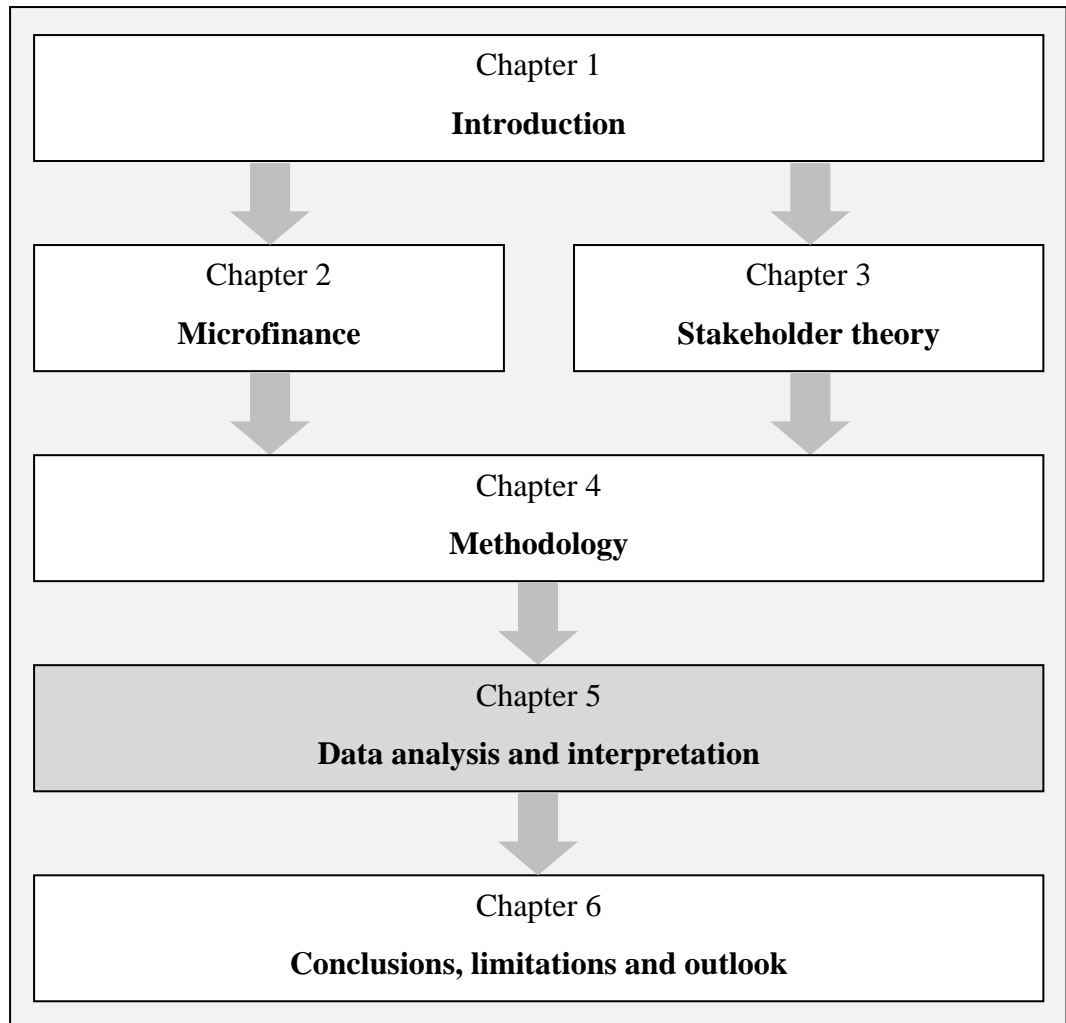 Chapter 1
Introduction
Chapter 2
Microfinance
Chapter 3
Stakeholder theory
Chapter 4
Methodology
Chapter 5
Data analysis and interpretation
Chapter 6
Conclusions, limitations and outlook